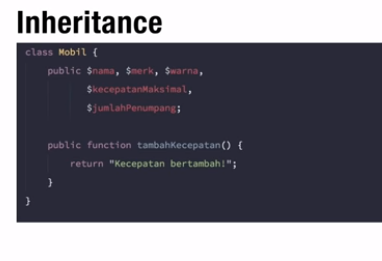 Inheritance
class Mobil {
public $nama, $merk, $warna,
$kecepatanMaksimal,
$jumlahPenumpang;
public function tambahKecepatan() {
return "Kecepatan bertambah!";
}
}